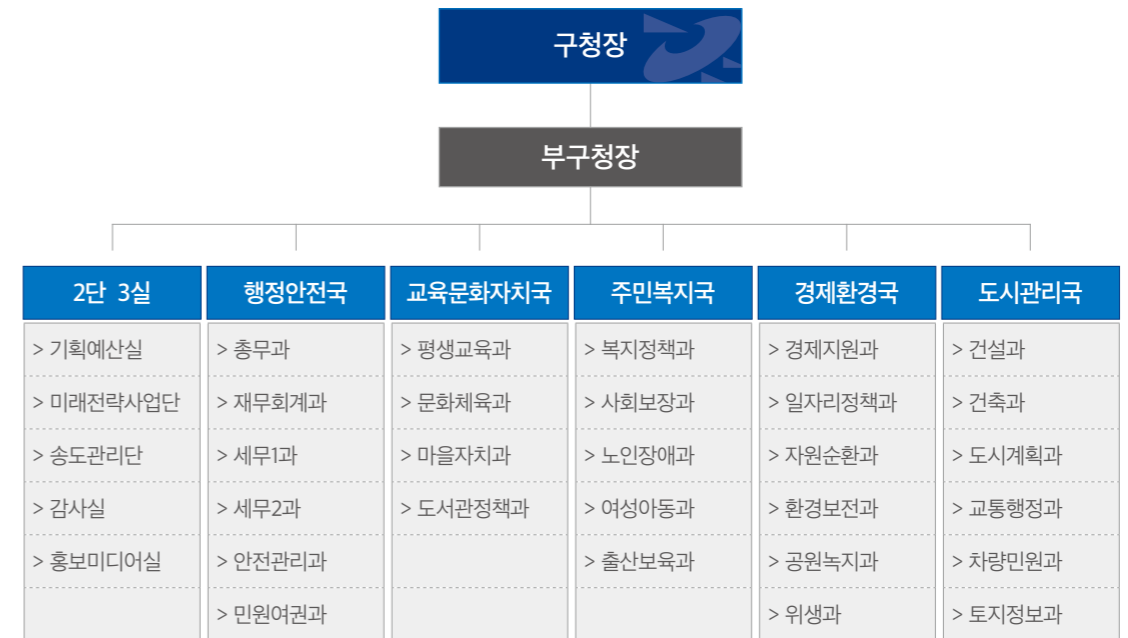 구청장
부구청장
2단 3실
> 기획예산실
> 미래전략사업단
> 송도관리단
> 감사실
> 홍보미디어실
행정안전국
> 총무과
> 재무회계과
> 세무1과
> 세무2과
> 안전관리과
> 민원여권과
교육문화자치국
> 평생교육과
> 문화체육과
> 마을자치과
> 도서관정책과
주민복지국
> 복지정책과
> 사회보장과
> 노인장애과
> 여성아동과
> 출산보육과
경제환경국
> 경제지원과
> 일자리정책과
> 자원순환과
> 환경보전과
> 공원녹지과
> 위생과
도시관리국
> 건설과
> 건축과
> 도시계획과
> 교통행정과
> 차량민원과
> 토지정보과